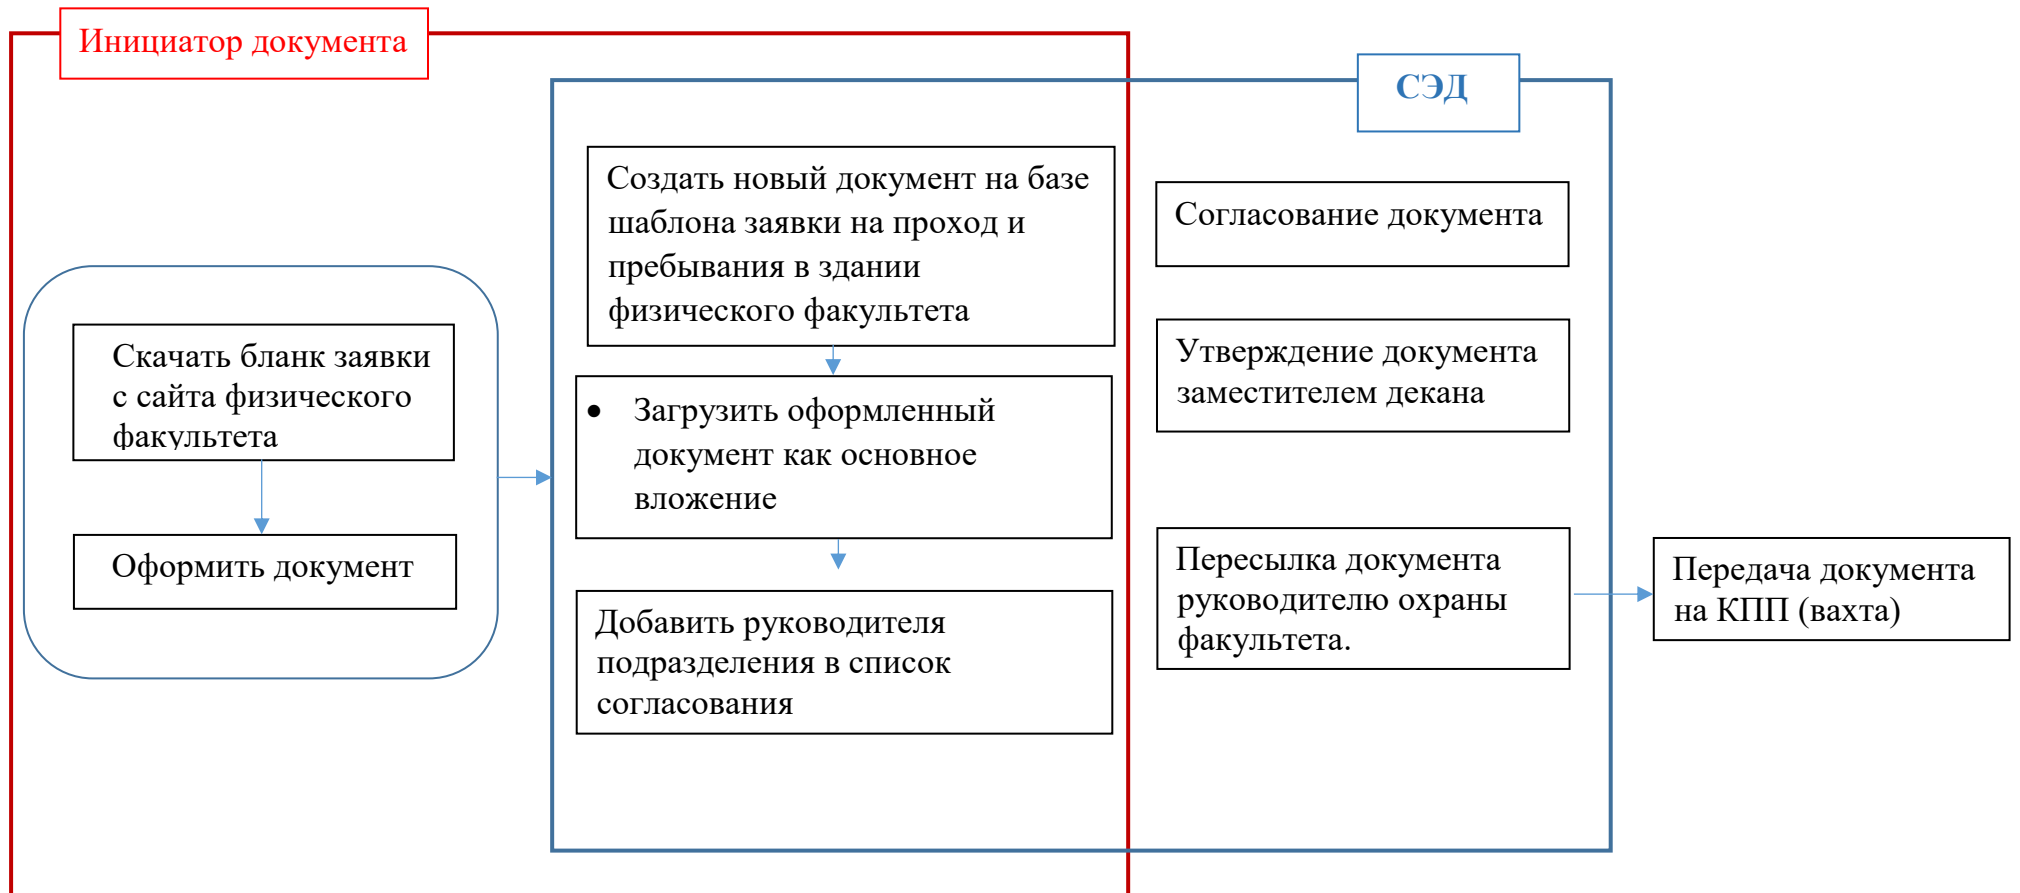 Инициатор документа
СЭД
Скачать бланк заявки
с сайта физического
факультета
Оформить документ
Создать новый документ на базе
шаблона заявки на проход и
пребывания в здании
физического факультета
• Загрузить оформленный
документ как основное
вложение
Добавить руководителя
подразделения в список
согласования
Согласование документа
Утверждение документа
заместителем декана
Пересылка документа
руководителю охраны
факультета.
Передача документа
на КПП (вахта)